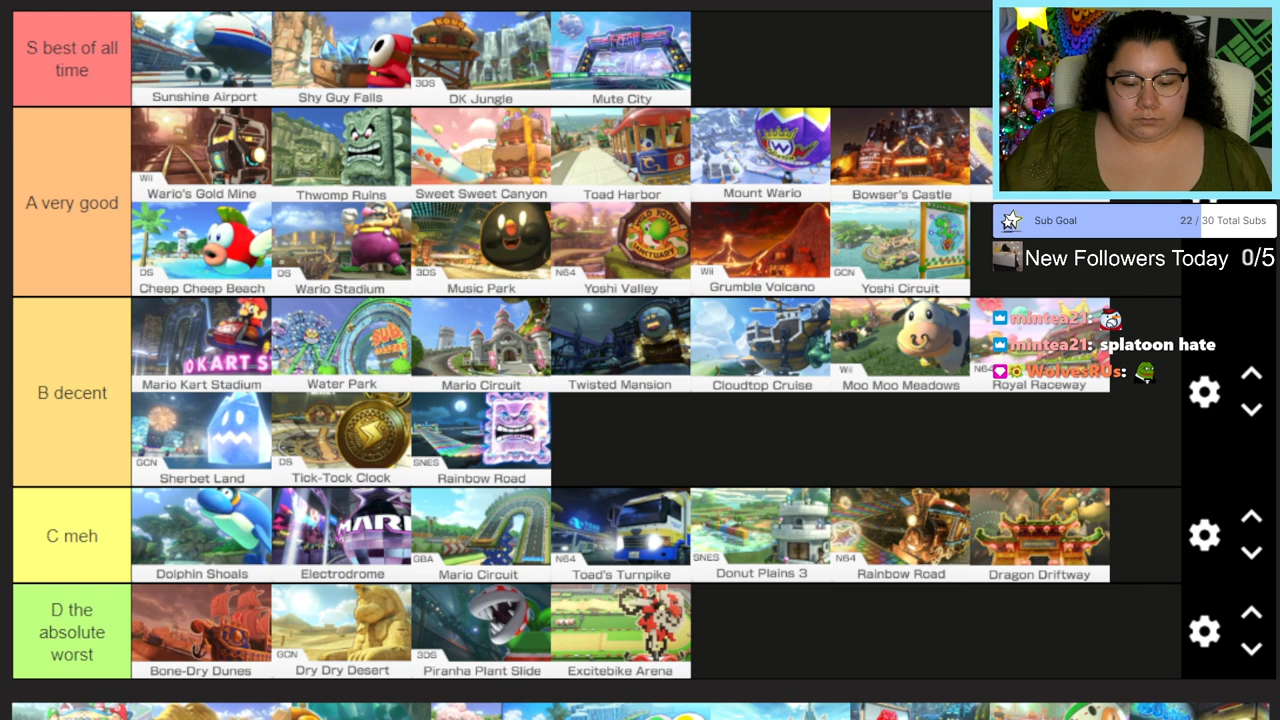 S best of all
time
Sunshine Airport
Shy Guy Falls
3DS
DK Jungle
Mute City
A very good
Wii
Wario's Gold Mine
Thwomp Ruins
Sweet Sweet Canyon
Toad Harbor
Mount Wario
Bowser's Castle
DS
Cheep Cheep Beach
DS
Wario Stadium
3DS
Music Park
N64
Yoshi Valley
Wii
Grumble Volcano
GCN
Yoshi Circuit
B decent
Mario Kart Stadium
Water Park
Mario Circuit
Twisted Mansion
Cloudtop Cruise
Wii
Moo Moo Meadows
N64
Royal Raceway
GCN
Sherbet Land
DS
Tick-Tock Clock
SNES
Rainbow Road
C meh
Dolphin Shoals
Electrodrome
GBA
Mario Circuit
N64
Toad's Turnpike
SNES
Donut Plains 3
N64
Rainbow Road
Dragon Driftway
D the
absolute
worst
Bone-Dry Dunes
GCN
Dry Dry Desert
3DS
Piranha Plant Slide
Excitebike Arena
Sub Goal
22 / 30 Total Subs
New Followers Today 0/5
mintea21:
mintea21: splatoon hate
WolvesRUs: